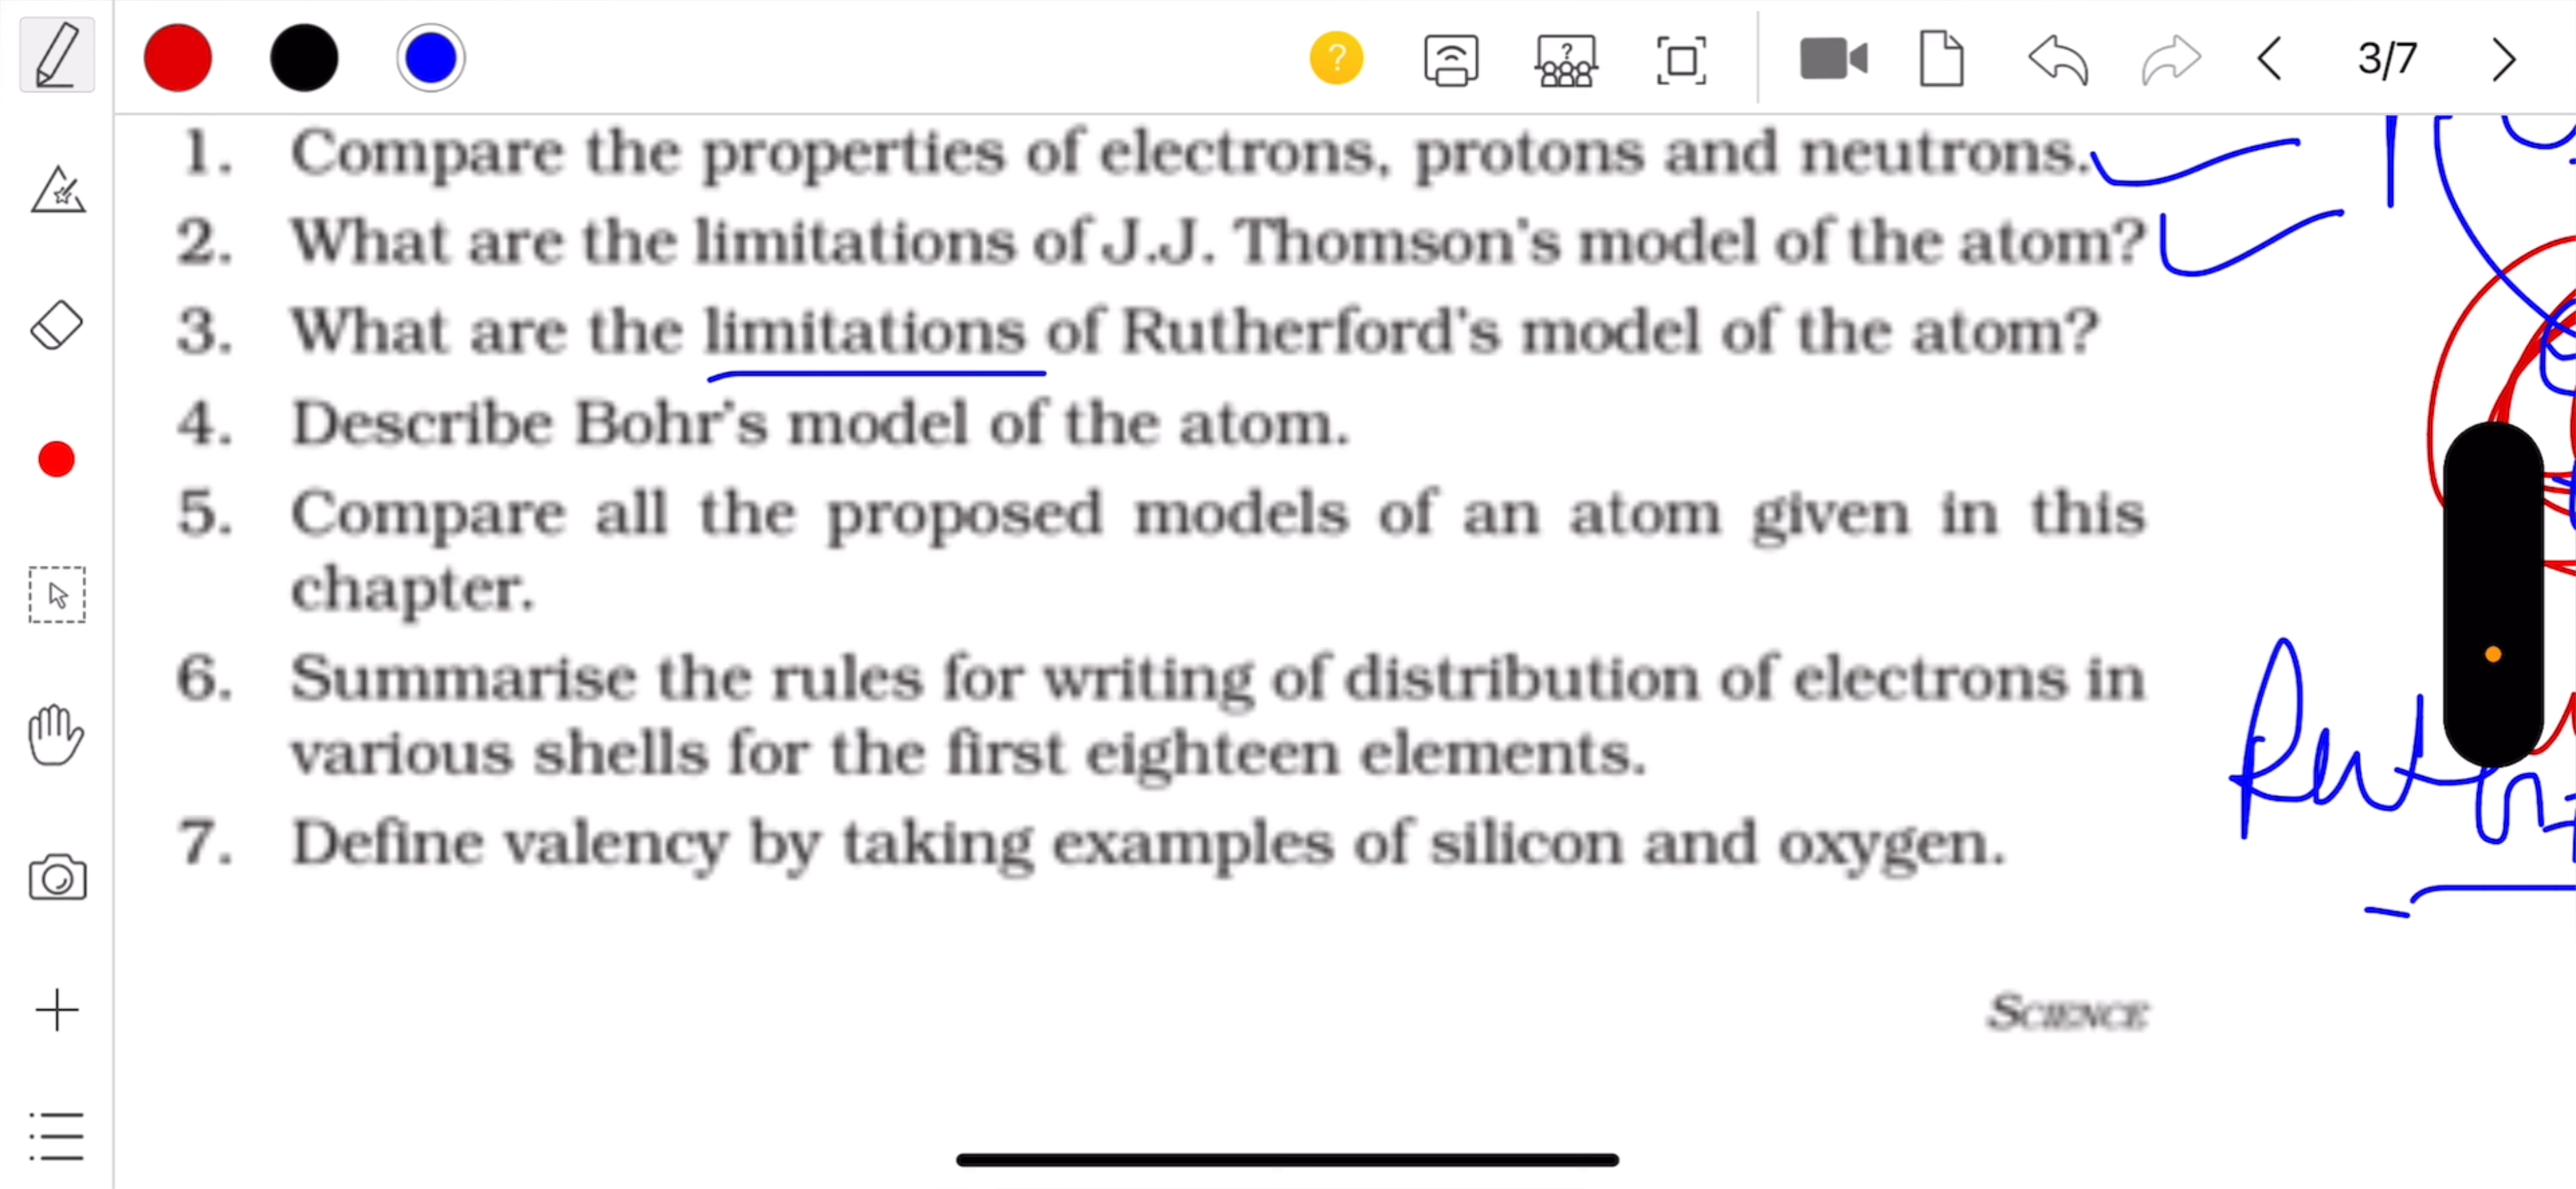 3/7
1. Compare the properties of electrons, protons and neutrons.
2. What are the limitations of J.J. Thomson's model of the atom?
3. What are the limitations of Rutherford's model of the atom?
4. Describe Bohr's model of the atom.
5. Compare all the proposed models of an atom given in this
chapter.
6. Summarise the rules for writing of distribution of electrons in
various shells for the first eighteen elements.
7. Define valency by taking examples of silicon and oxygen.
SCIENCE